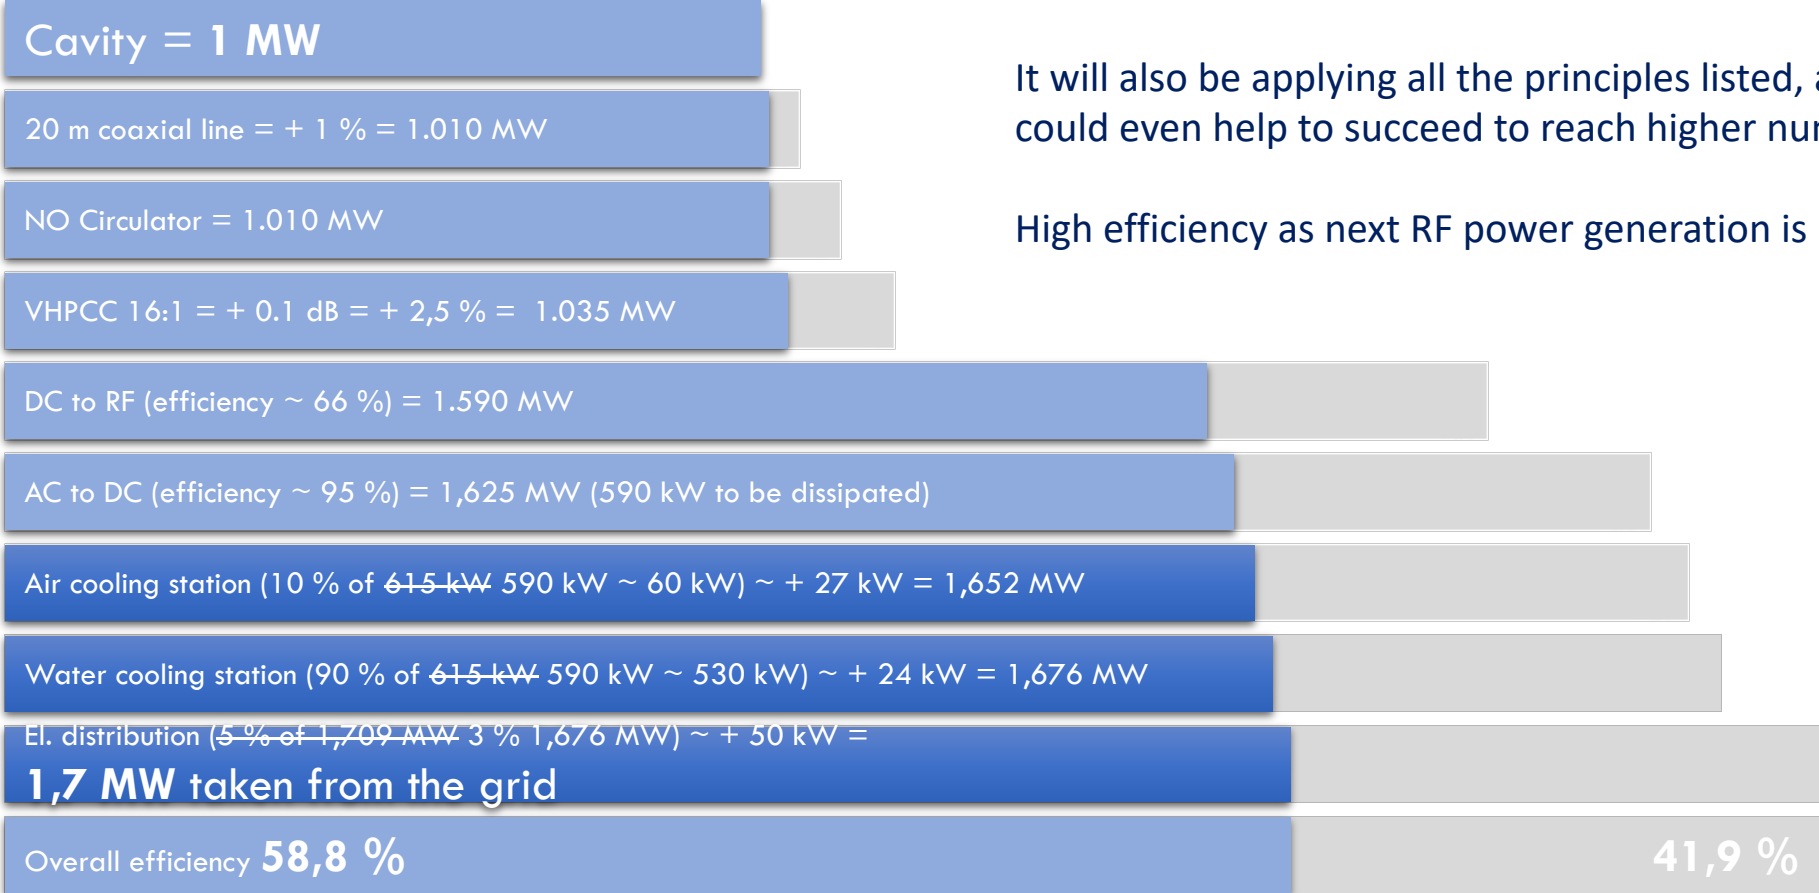 Cavity = 1 MW
20 m coaxial line = + 1 % = 1.010 MW
NO Circulator = 1.010 MW
VHPCC 16:1 = + 0.1 dB = + 2,5 % = 1.035 MW
DC to RF (efficiency ~ 66 %) = 1.590 MW
AC to DC (efficiency ~ 95 %) = 1,625 MW (590 kW to be dissipated)
Air cooling station (10 % of 615 kW 590 kW ~ 60 kW) ~ + 27 kW = 1,652 MW
Water cooling station (90 % of 615 kW 590 kW ~ 530 kW) ~ + 24 kW = 1,676 MW
El. distribution (5 % of 1,709 MW 3 % 1,676 MW) ~ + 50 kW =
1,7 MW taken from the grid
Overall efficiency 58,8 %
41,9 %
It will also be applying all the principles listed,
could even help to succeed to reach higher
High efficiency as next RF power generation is